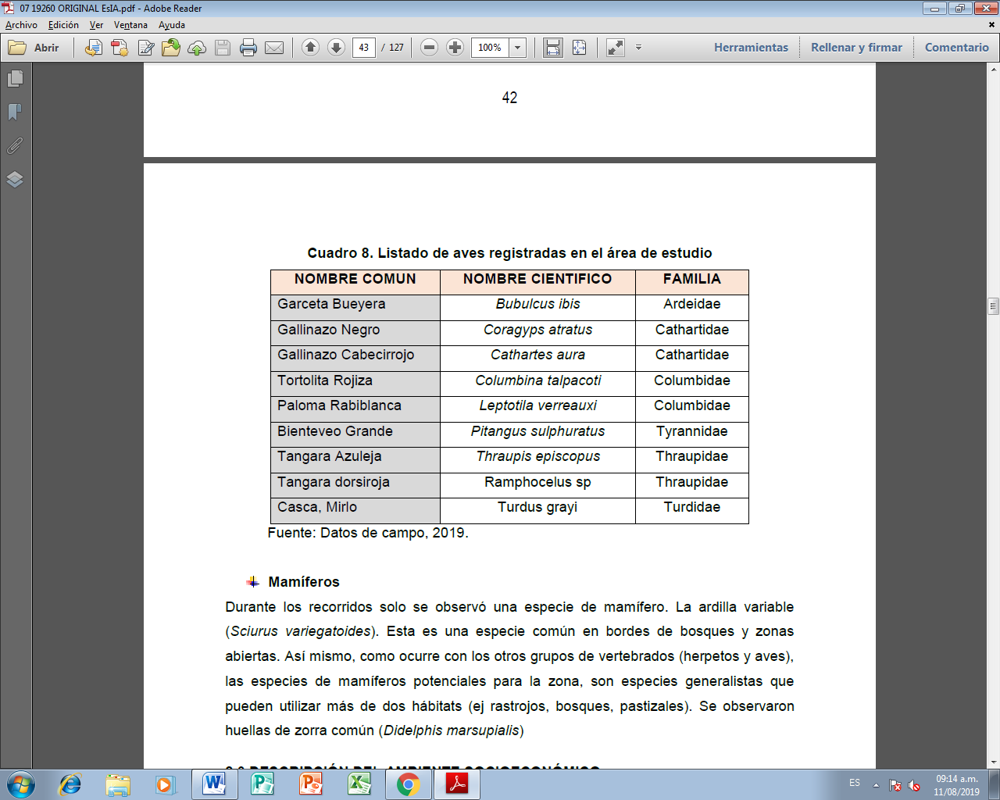 07 19260 ORIGINAL EsIA.pdf - Adobe Reader
Archivo Edición Ver Ventana Ayuda
Abrir 43 / 127 100% Herramientas Rellenar y firmar Comentario
42
Cuadro 8. Listado de aves registradas en el área de estudio
NOMBRE COMUN NOMBRE CIENTIFICO FAMILIA
Garceta Bueyera Bubulcus ibis Ardeidae
Gallinazo Negro Coragyps atratus Cathartidae
Gallinazo Cabecirrojo Cathartes aura Cathartidae
Tortolita Rojiza Columbina talpacoti Columbidae
Paloma Rabiblanca Leptotila verreauxi Columbidae
Bienteveo Grande Pitangus sulphuratus Tyrannidae
Tangara Azuleja Thraupis episcopus Thraupidae
Tangara dorsiroja Ramphocelus sp Thraupidae
Casca, Mirlo Turdus grayi Turdidae
Fuente: Datos de campo, 2019.
Mamíferos
Durante los recorridos solo se observó una especie de mamífero. La ardilla variable
(Sciurus variegatoides). Esta es una especie común en bordes de bosques y zonas
abiertas. Así mismo, como ocurre con los otros grupos de vertebrados (herpetos y aves),
las especies de mamíferos potenciales para la zona, son especies generalistas que
pueden utilizar más de dos hábitats (ej rastrojos, bosques, pastizales). Se observaron
huellas de zorra común (Didelphis marsupialis)
DESCRIPCIÓN DEL AMBIENTE SOCIOECONÓMICO
ES 09:14 a.m.
11/08/2019